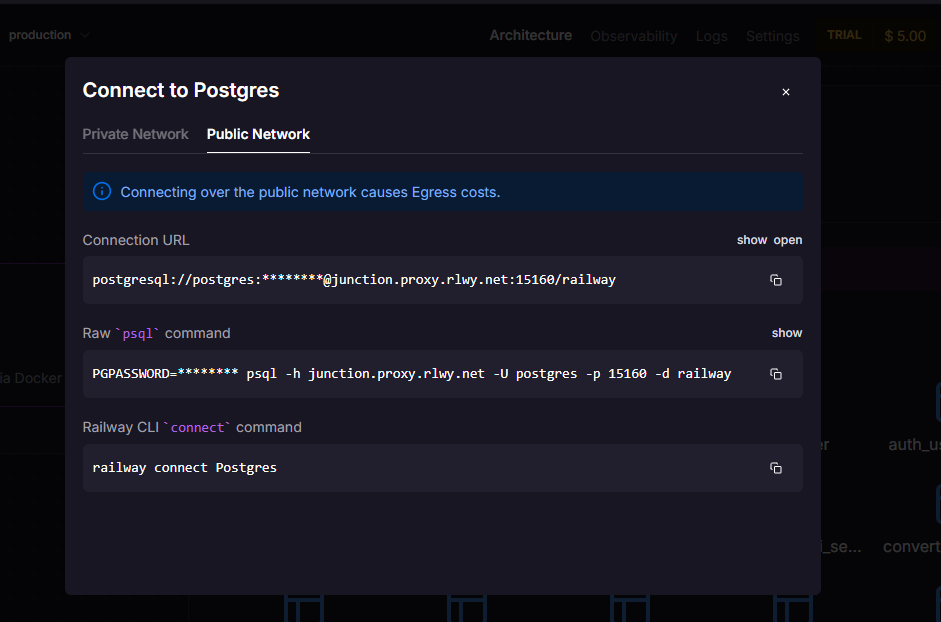 production
Architecture Observability Logs Settings TRIAL $ 5.00
Connect to Postgres
Private Network Public Network
Connecting over the public network causes Egress costs.
Connection URL show open
postgresql://postgres:********@junction.proxy.rlwy.net:15160/railway
Raw `psql` command show
PGPASSWORD=******** psql -h junction.proxy.rlwy.net -U postgres -p 15160 -d railway
Railway CLI `connect` command
railway connect Postgres
ia Docker
er auth_us
i_se... convert